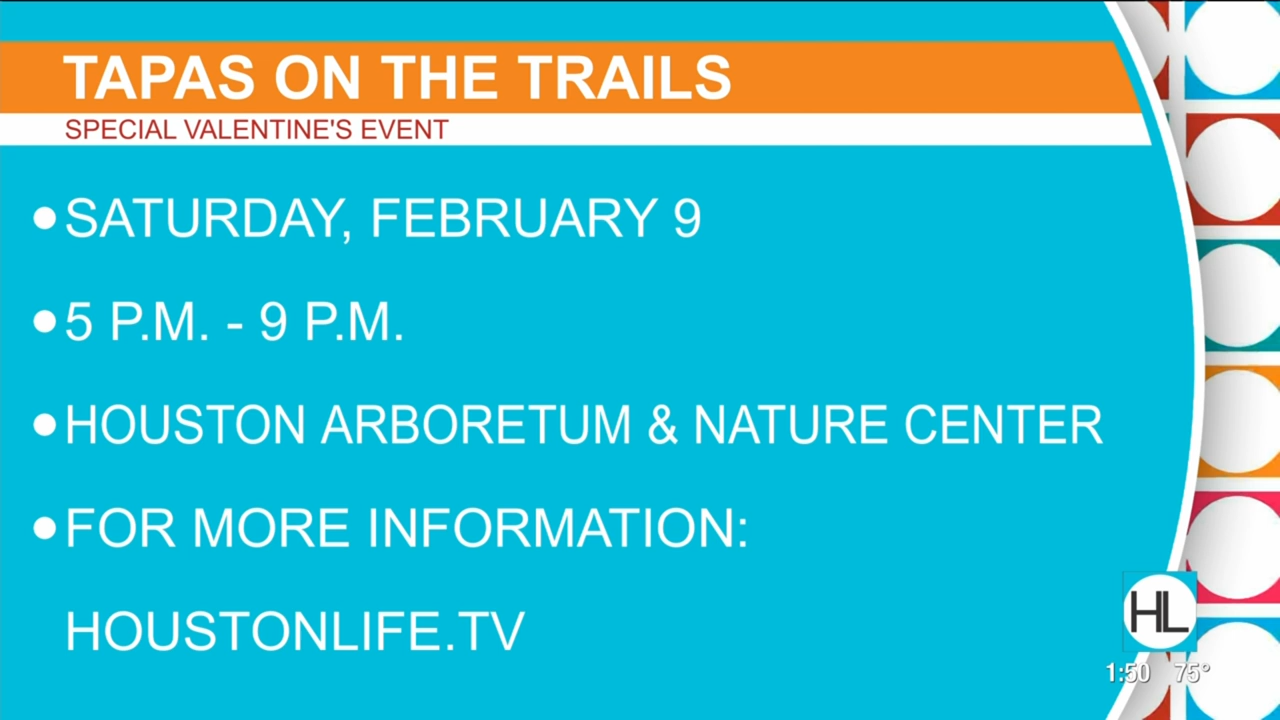 TAPAS ON THE TRAILS
SPECIAL VALENTINE'S EVENT
●SATURDAY, FEBRUARY 9
●5 P.M. - 9 P.M.
●HOUSTON ARBORETUM & NATURE CENTER
●FOR MORE INFORMATION:
HOUSTONLIFE.TV
HL
1:50 75°